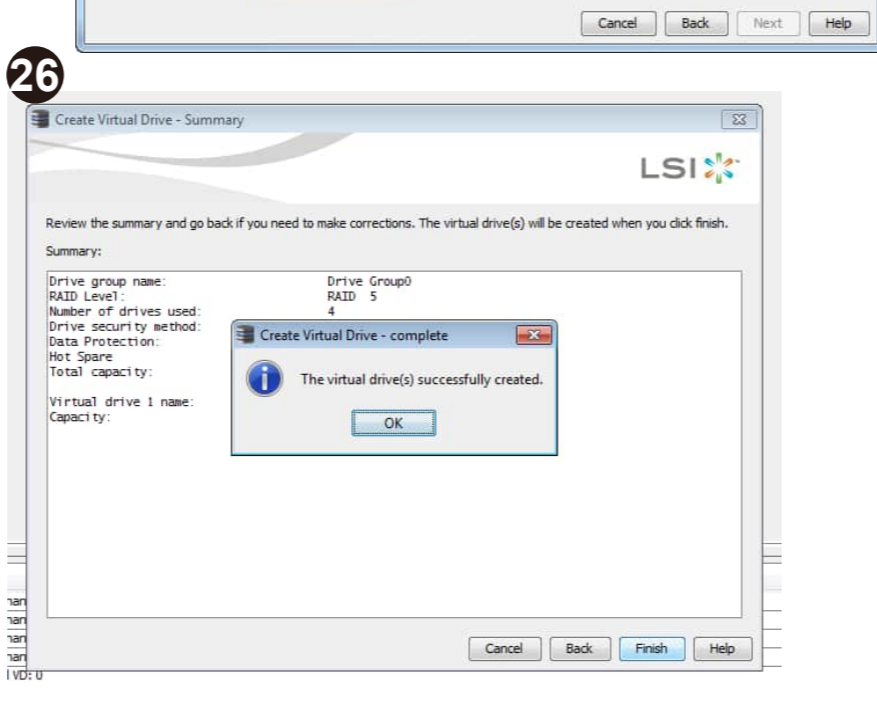 Cancel Back Next Help
26
Create Virtual Drive - Summary
LSI
Review the summary and go back if you need to make corrections. The virtual drive(s) will be created when you click finish.
Summary:
Drive group name: Drive Group0
RAID Level: RAID 5
Number of drives used: 4
Drive security method:
Data Protection:
Hot Spare
Total capacity:
Virtual drive 1 name:
Capacity:
Create Virtual Drive - complete
The virtual drive(s) successfully created.
OK
Cancel Back Finish Help
VD: 0